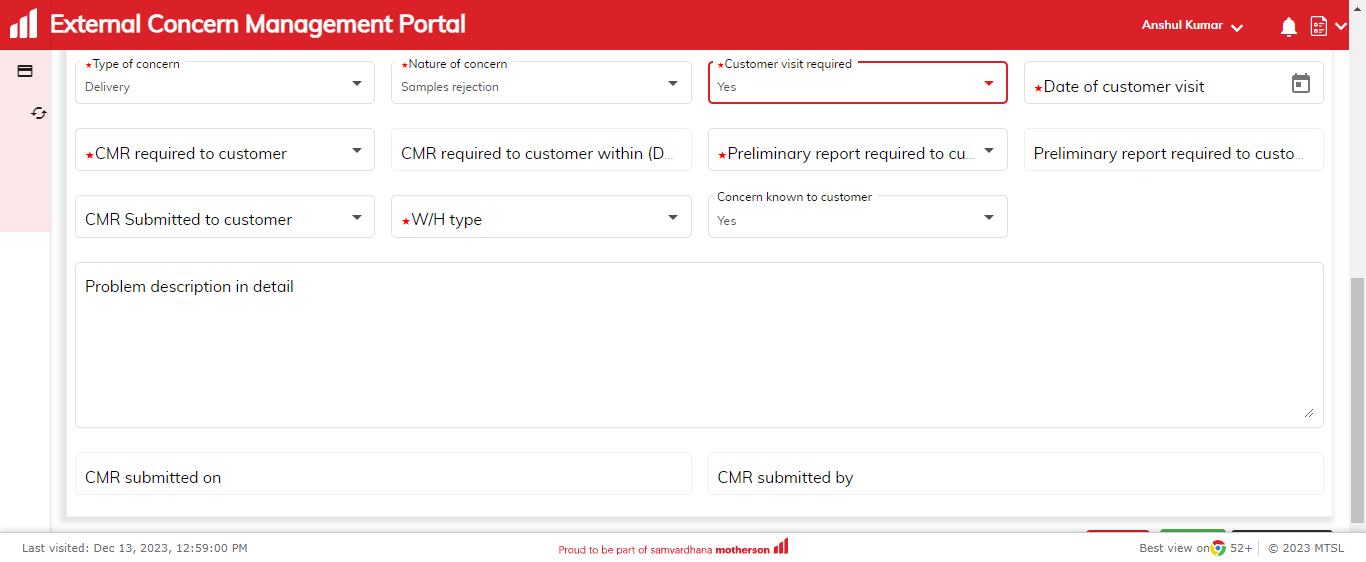 External Concern Management Portal
Anshul Kumar
★Type of concern
Delivery
★Nature of concern
Samples rejection
★Customer visit required
Yes
★Date of customer visit
★CMR required to customer
CMR required to customer within (D...
★Preliminary report required to cu...
Preliminary report required to custo...
CMR Submitted to customer
★W/H type
Concern known to customer
Yes
Problem description in detail
CMR submitted on
CMR submitted by
Last visited: Dec 13, 2023, 12:59:00 PM
Proud to be part of samvardhana motherson
Best view on 52+ © 2023 MTSL